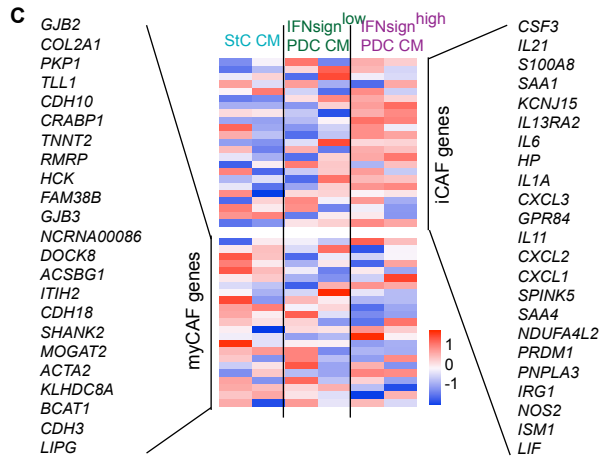 C
GJB2
COL2A1
PKP1
TLL1
CDH10
CRABP1
TNNT2
RMRP
HCK
FAM38B
GJB3
NCRNA00086
DOCK8
ACSBG1
ITIH2
CDH18
SHANK2
MOGAT2
ACTA2
KLHDC8A
BCAT1
CDH3
LIPG
StC CM
IFNsign low
PDC CM
IFNsign high
PDC CM
iCAF genes
myCAF genes
1
0
-1
CSF3
IL21
S100A8
SAA1
KCNJ15
IL13RA2
IL6
HP
IL1A
CXCL3
GPR84
IL11
CXCL2
CXCL1
SPINK5
SAA4
NDUFA4L2
PRDM1
PNPLA3
IRG1
NOS2
ISM1
LIF